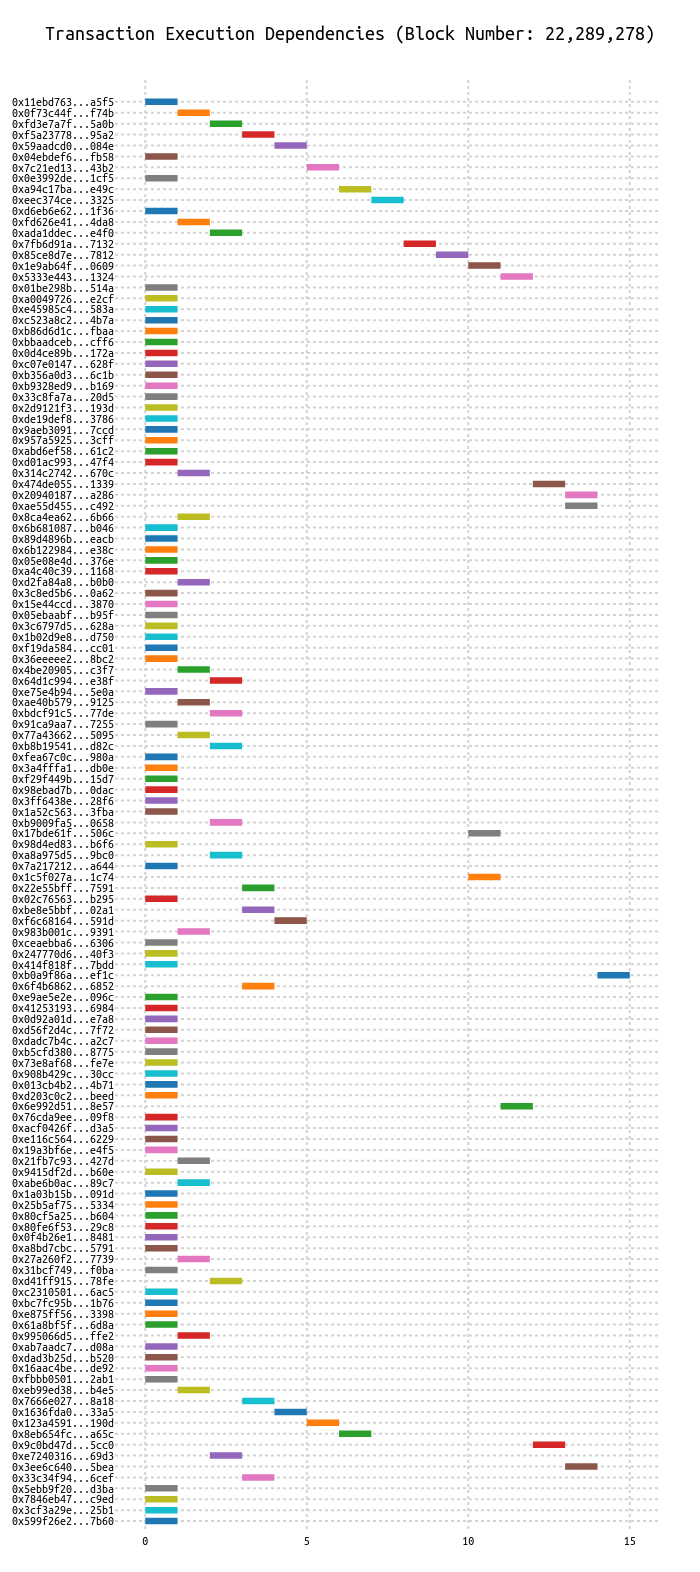 Transaction Execution Dependencies (Block Number: 22,289,278)
0x11ebd763...a5f5
0x0f73c44f...f74b
0xfd3e7a7f...5a0b
0xf5a23778...95a2
0x59aadcd0...084e
0x04ebdef6...fb58
0x7c21ed13...43b2
0x0e3992de...1cf5
0xa94c17ba...e49c
0xeec374ce...3325
0xd6eb6e62...1f36
0xfd626e41...4da8
0xada1ddec...e4f0
0x7fb6d91a...7132
0x85ce8d7e...7812
0x1e9ab64f...0609
0x5333e443...1324
0x01be298b...514a
0xa0049726...e2cf
0xe45985c4...583a
0xc523a8c2...4b7a
0xb86d6d1c...fbaa
0xbbaadceb...cff6
0x0d4ce89b...172a
0xc07e0147...628f
0xb356a0d3...6c1b
0xb9328ed9...b169
0x33c8fa7a...20d5
0x2d9121f3...193d
0xde19def8...3786
0x9aeb3091...7ccd
0x957a5925...3cff
0xabd6ef58...61c2
0xd01ac993...47f4
0x314c2742...670c
0x474de055...1339
0x20940187...a286
0xae55d455...c492
0x8ca4ea62...6b66
0x6b681087...b046
0x89d4896b...eacb
0x6b122984...e38c
0x05e08e4d...376e
0xa4c40c39...1168
0xd2fa84a8...b0b0
0x3c8ed5b6...0a62
0x15e44ccd...3870
0x05ebaabf...b95f
0x3c6797d5...628a
0x1b02d9e8...d750
0xf19da584...cc01
0x36eeeee2...8bc2
0x4be20905...c3f7
0x64d1c994...e38f
0xe75e4b94...5e0a
0xae40b579...9125
0xbdcf91c5...77de
0x91ca9aa7...7255
0x77a43662...5095
0xb8b19541...d82c
0xfea67c0c...980a
0x3a4fffa1...db0e
0xf29f449b...15d7
0x98ebad7b...0dac
0x3ff6438e...28f6
0x1a52c563...3fba
0xb9009fa5...0658
0x17bde61f...506c
0x98d4ed83...b6f6
0xa8a975d5...9bc0
0x7a217212...a644
0x1c5f027a...1c74
0x22e55bff...7591
0x02c76563...b295
0xbe8e5bbf...02a1
0xf6c68164...591d
0x983b001c...9391
0xceaebba6...6306
0x247770d6...40f3
0x414f818f...7bdd
0xb0a9f86a...ef1c
0x6f4b6862...6852
0xe9ae5e2e...096c
0x41253193...6984
0x0d92a01d...e7a8
0xd56f2d4c...7f72
0xdadc7b4c...a2c7
0xb5cfd380...8775
0x73e8af68...fe7e
0x908b429c...30cc
0x013cb4b2...4b71
0xd203c0c2...beed
0x6e992d51...8e57
0x76cda9ee...09f8
0xacf0426f...d3a5
0xe116c564...6229
0x19a3bf6e...e4f5
0x21fb7c93...427d
0x9415df2d...b60e
0xabe6b0ac...89c7
0x1a03b15b...091d
0x25b5af75...5334
0x80cf5a25...b604
0x80fe6f53...29c8
0x0f4b26e1...8481
0xa8bd7cbc...5791
0x27a260f2...7739
0x31bcf749...f0ba
0xd41ff915...78fe
0xc2310501...6ac5
0xbc7fc95b...1b76
0xe875ff56...3398
0x61a8bf5f...6d8a
0x995066d5...ffe2
0xab7aadc7...d08a
0xdad3b25d...b520
0x16aac4be...de92
0xfbbb0501...2ab1
0xeb99ed38...b4e5
0x7666e027...8a18
0x1636fda0...33a5
0x123a4591...190d
0x8eb654fc...a65c
0x9c0bd47d...5cc0
0xe7240316...69d3
0x3ee6c640...5bea
0x33c34f94...6cef
0x5ebb9f20...d3ba
0x7846eb47...c9ed
0x3cf3a29e...25b1
0x599f26e2...7b60
0 5 10 15